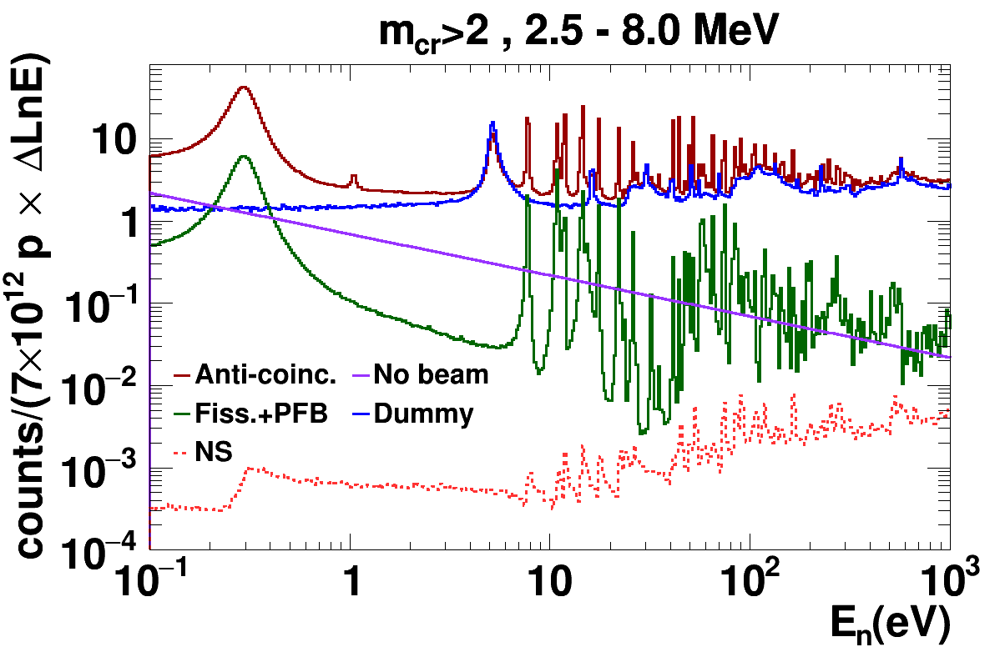 m_cr>2 , 2.5 - 8.0 MeV
counts/(7×10^12 p × ΔLnE)
10
1
10^−1
10^−2
10^−3
10^−4
Anti-coinc.
No beam
Fiss.+PFB
Dummy
NS
10^−1
1
10
10^2
10^3
E_n(eV)